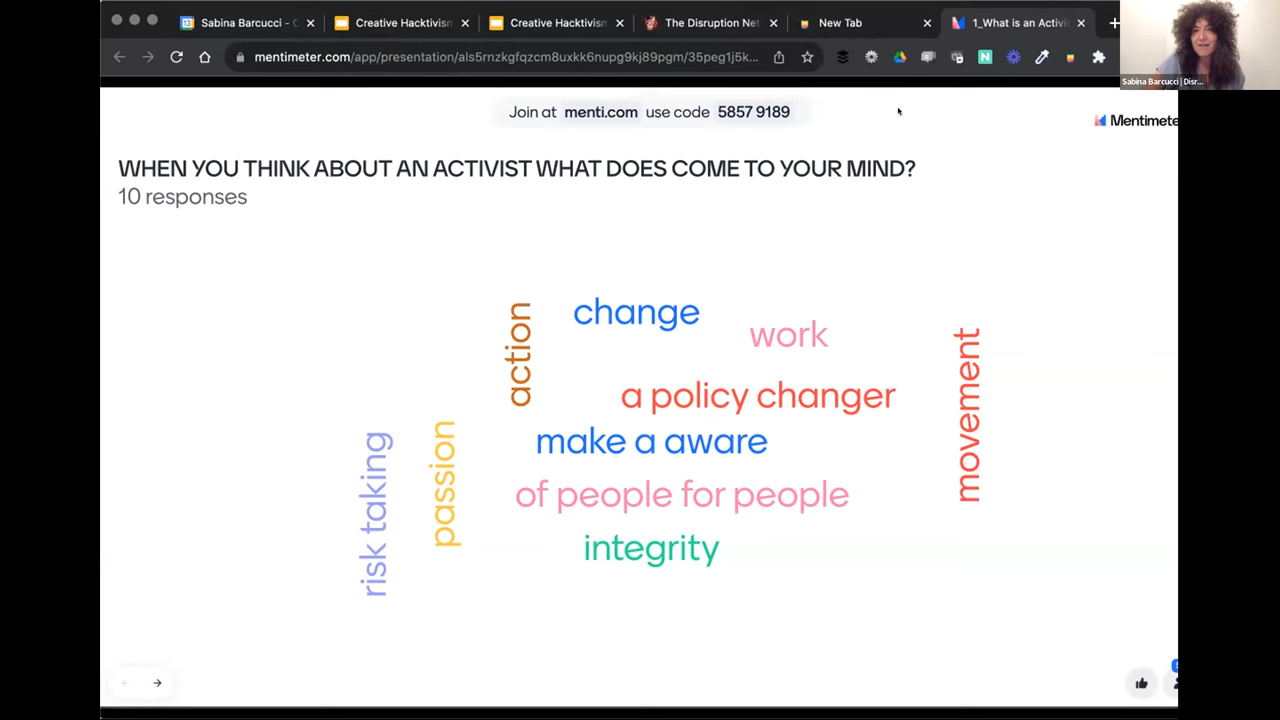 Sabina Barcucci - C
Creative Hacktivism
Creative Hacktivism
The Disruption Net
New Tab
1_What is an Activis
mentimeter.com/app/presentation/als5rnzkgfqzcm8uxkk6nupg9kj89pgm/35peg1j5k...
Sabina Barcucci | Disr...
Join at menti.com use code 5857 9189
Mentimete
WHEN YOU THINK ABOUT AN ACTIVIST WHAT DOES COME TO YOUR MIND?
10 responses
action
change
work
movement
a policy changer
risk taking
passion
make a aware
of people for people
integrity